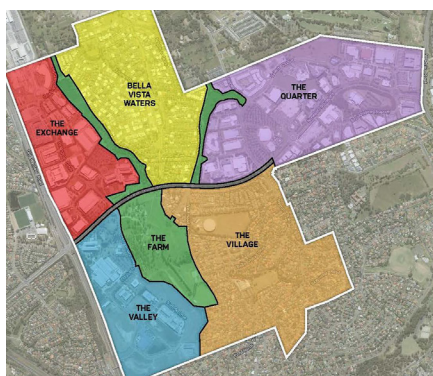 BELLA
VISTA
WATERS
THE
QUARTER
THE
EXCHANGE
THE
FARM
THE
VILLAGE
THE
VALLEY